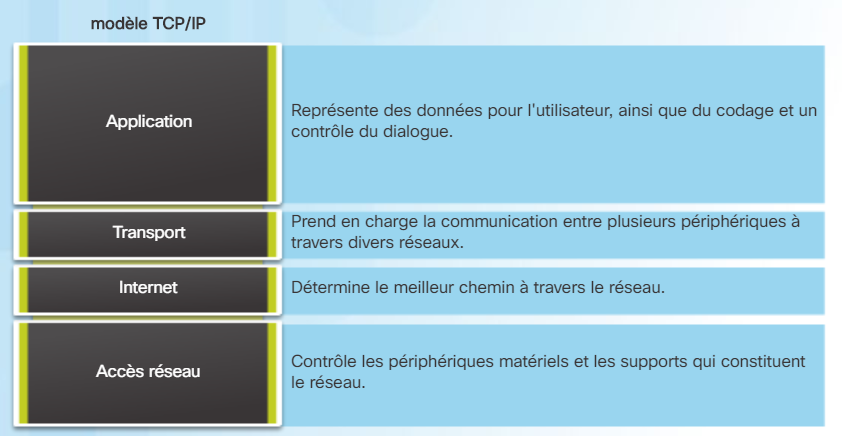 modèle TCP/IP
Application
Représente des données pour l'utilisateur, ainsi que du codage et un
contrôle du dialogue.
Transport
Prend en charge la communication entre plusieurs périphériques à
travers divers réseaux.
Internet
Détermine le meilleur chemin à travers le réseau.
Accès réseau
Contrôle les périphériques matériels et les supports qui constituent
le réseau.